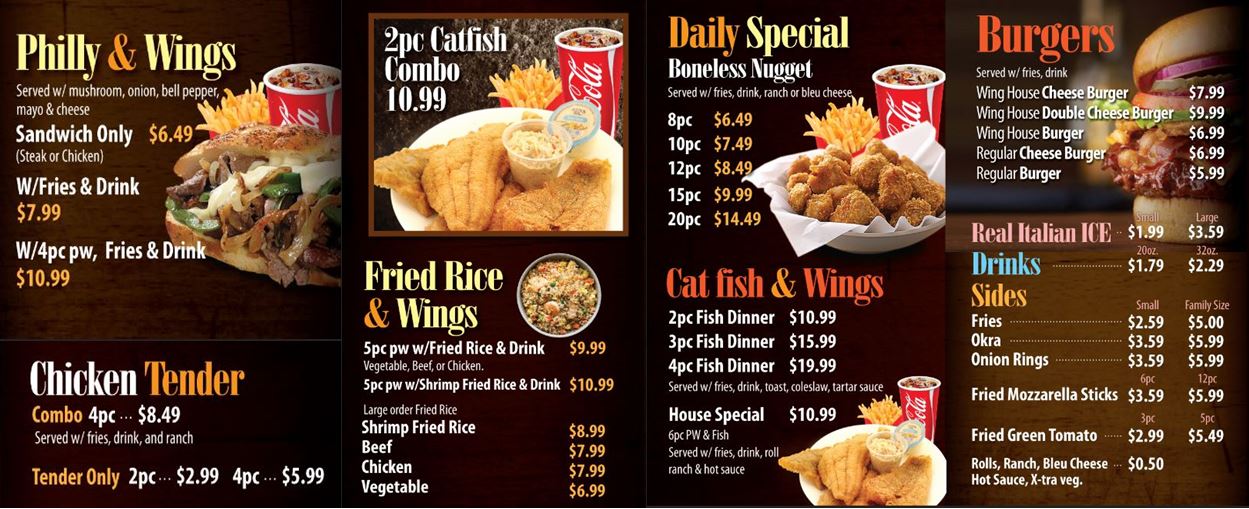 Philly & Wings
Served w/ mushroom, onion, bell pepper,
mayo & cheese
Sandwich Only $6.49
(Steak or Chicken)
W/Fries & Drink
$7.99
W/4pc pw, Fries & Drink
$10.99
Chicken Tender
Combo 4pc ... $8.49
Served w/ fries, drink, and ranch
Tender Only 2pc ... $2.99 4pc ... $5.99
2pc Catfish
Combo
10.99
Cola
Fried Rice
& Wings
5pc pw w/Fried Rice & Drink $9.99
Vegetable, Beef, or Chicken.
5pc pw w/Shrimp Fried Rice & Drink $10.99
Large order Fried Rice
Shrimp Fried Rice $8.99
Beef $7.99
Chicken $7.99
Vegetable $6.99
Daily Special
Boneless Nugget
Served w/ fries, drink, ranch or bleu cheese
8pc $6.49
10pc $7.49
12pc $8.49
15pc $9.99
20pc $14.49
Cat fish & Wings
2pc Fish Dinner $10.99
3pc Fish Dinner $15.99
4pc Fish Dinner $19.99
Served w/ fries, drink, toast, coleslaw, tartar sauce
House Special $10.99
6pc PW & Fish
Served w/ fries, drink, roll
ranch & hot sauce
Burgers
Served w/ fries, drink
Wing House Cheese Burger $7.99
Wing House Double Cheese Burger $9.99
Wing House Burger $6.99
Regular Cheese Burger $6.99
Regular Burger $5.99
Small Large
Real Italian ICE ... $1.99 $3.59
20oz. 32oz.
Drinks ... $1.79 $2.29
Sides
Small Family Size
Fries ... $2.59 $5.00
Okra ... $3.59 $5.99
Onion Rings ... $3.59 $5.99
6pc 12pc
Fried Mozzarella Sticks $3.59 $5.99
3pc 5pc
Fried Green Tomato ... $2.99 $5.49
Rolls, Ranch, Bleu Cheese ... $0.50
Hot Sauce, X-tra veg.